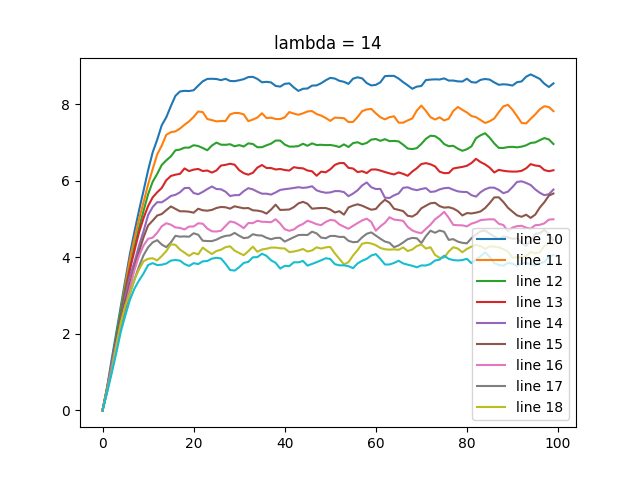 lambda = 14
8
6
4
2
0
0 20 40 60 80 100
line 10
line 11
line 12
line 13
line 14
line 15
line 16
line 17
line 18